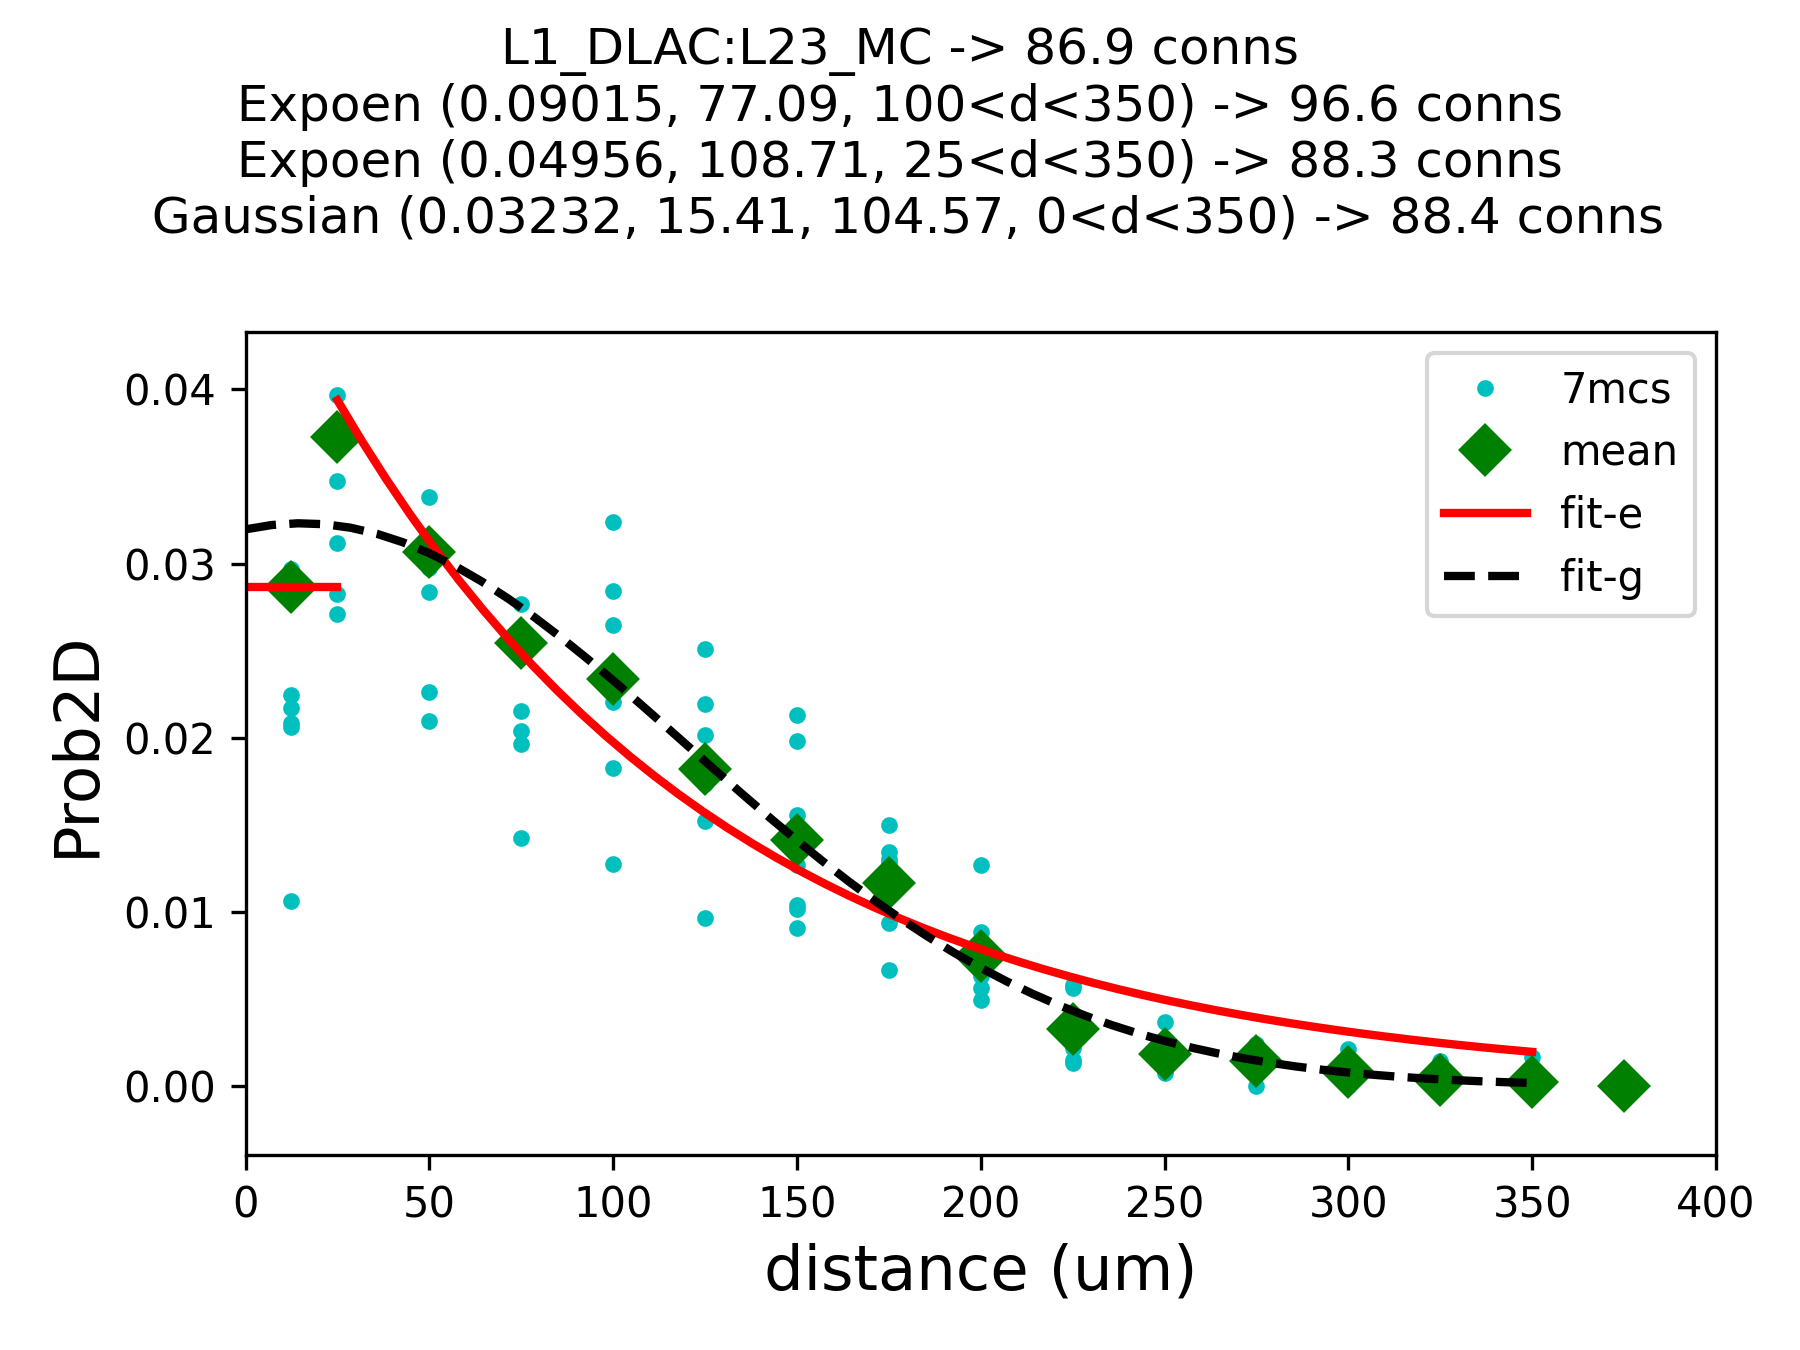 L1_DLAC:L23_MC -> 86.9 conns
Expoen (0.09015, 77.09, 100<d<350) -> 96.6 conns
Expoen (0.04956, 108.71, 25<d<350) -> 88.3 conns
Gaussian (0.03232, 15.41, 104.57, 0<d<350) -> 88.4 conns
7mcs
mean
fit-e
fit-g
Prob2D
0.04
0.03
0.02
0.01
0.00
0 50 100 150 200 250 300 350 400
distance (um)